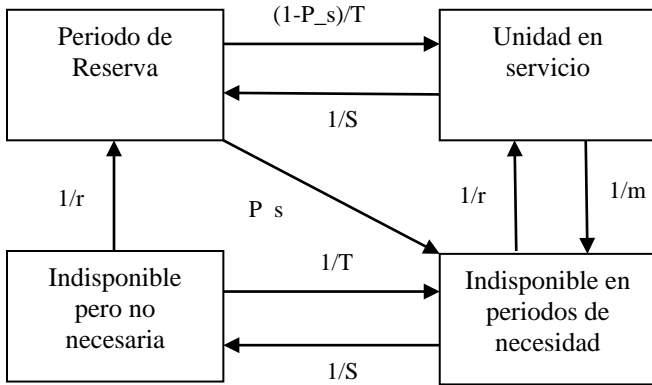 (1-P_s)/T
Periodo de
Reserva
Unidad en
servicio
1/S
1/r
P s
1/r
1/m
1/T
Indisponible
pero no
necesaria
Indisponible en
periodos de
necesidad
1/S